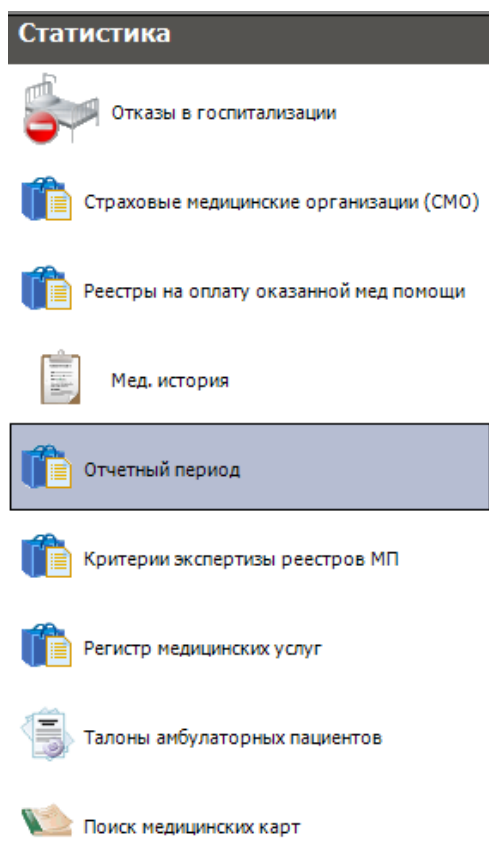 Статистика
Отказы в госпитализации
Страховые медицинские организации (СМО)
Реестры на оплату оказанной мед помощи
Мед. история
Отчетный период
Критерии экспертизы реестров МП
Регистр медицинских услуг
Талоны амбулаторных пациентов
Поиск медицинских карт